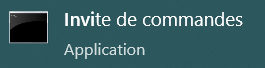 Invite de commandes
Application